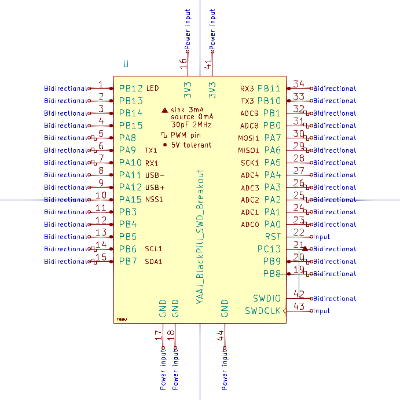 U
Power input 16 3V3
Power input 41 3V3
Bidirectional 1 PB12 LED
Bidirectional 2 PB13
Bidirectional 3 PB14
Bidirectional 4 PB15
Bidirectional 5 PA8
Bidirectional 6 PA9 TX1
Bidirectional 7 PA10 RX1
Bidirectional 8 PA11 USB-
Bidirectional 9 PA12 USB+
Bidirectional 10 PA15 NSS1
Bidirectional 11 PB3
Bidirectional 12 PB4
Bidirectional 13 PB5
Bidirectional 14 PB6 SCL1
Bidirectional 15 PB7 SDA1
▲ sink 3mA
source 0mA
30pF 2MHz
PWM pin
• 5V tolerant
YAAJ_BlackPill_SWD_Breakout
RX3 PB11 34 Bidirectional
TX3 PB10 33 Bidirectional
ADC9 PB1 32 Bidirectional
ADC8 PB0 31 Bidirectional
MOSI1 PA7 30 Bidirectional
MISO1 PA6 29 Bidirectional
SCK1 PA5 28 Bidirectional
ADC4 PA4 27 Bidirectional
ADC3 PA3 26 Bidirectional
ADC2 PA2 25 Bidirectional
ADC1 PA1 24 Bidirectional
ADC0 PA0 23 Bidirectional
RST 22 Input
PC13 21 Bidirectional
PB9 20 Bidirectional
PB8 19 Bidirectional
SWDIO 42 Bidirectional
SWDCLK 43 Input
GND 17 Power input
GND 18 Power input
GND 44 Power input